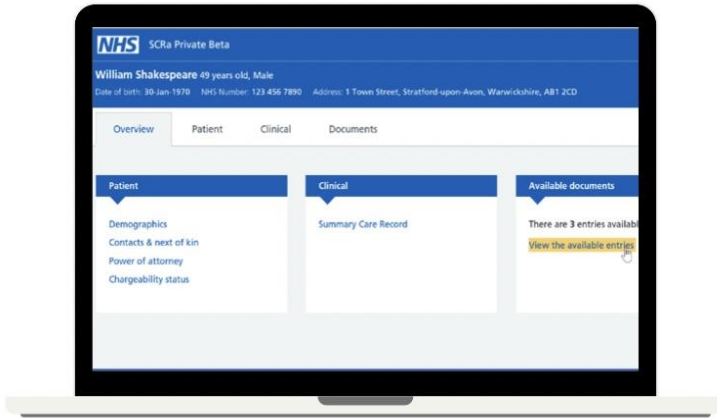 NHS SCRa Private Beta
William Shakespeare 49 years old, Male
Date of birth: 30-Jan-1970 NHS Number: 123 456 7890 Address: 1 Town Street, Stratford-upon-Avon, Warwickshire, AB1 2CD
Overview Patient Clinical Documents
Patient Clinical Available documents
Demographics Summary Care Record There are 3 entries availabl
Contacts & next of kin View the available entries
Power of attorney
Chargeability status